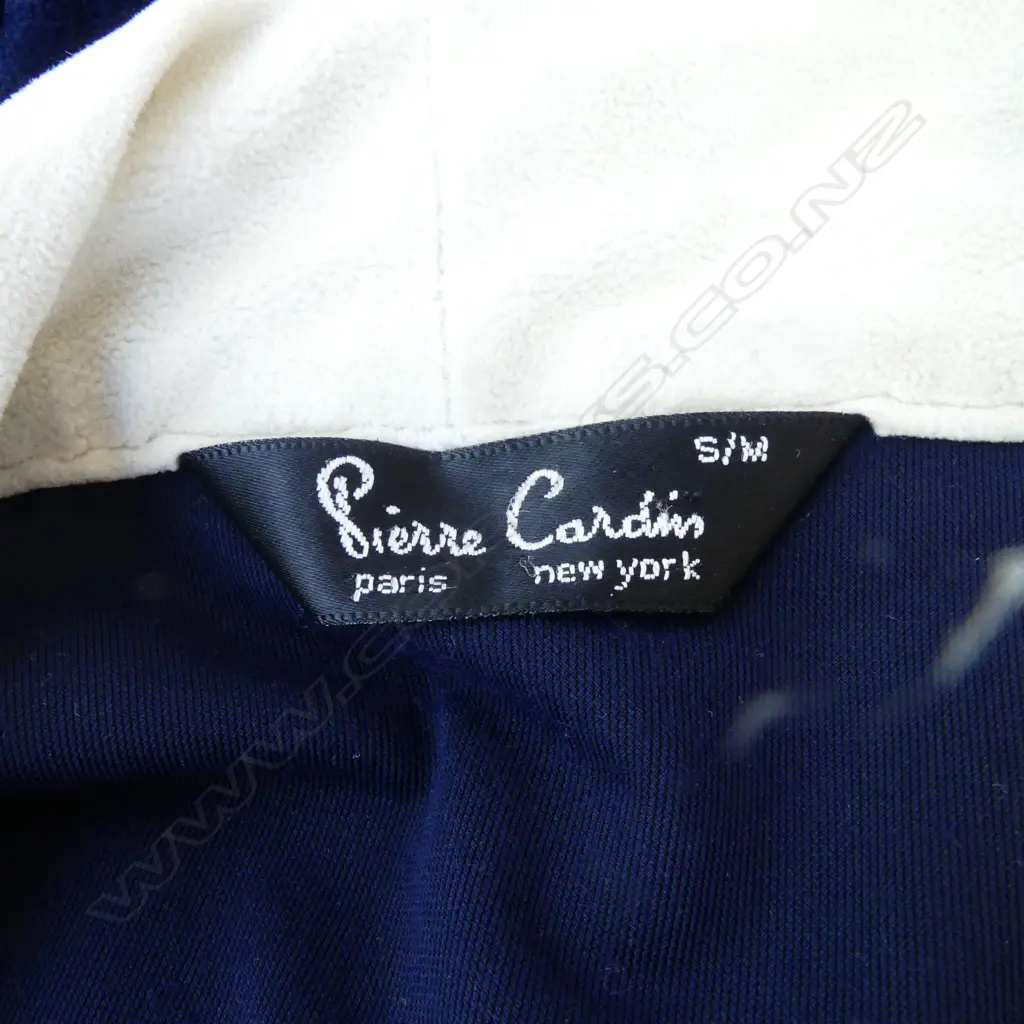 S/M
Pierre Cardin
paris new york